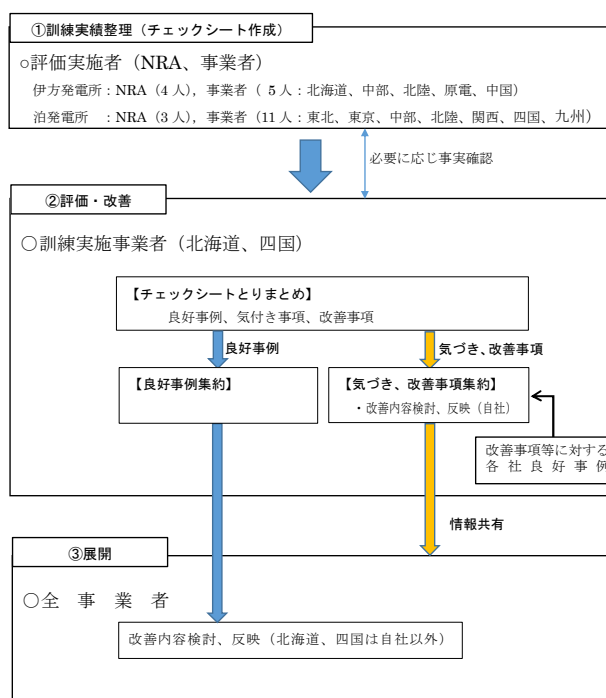 ①訓練実績整理（チェックシート作成）
○評価実施者（NRA、事業者）
伊方発電所：NRA（4人），事業者（ 5人：北海道、中部、北陸、原電、中国）
泊発電所　：NRA（3人），事業者（11人：東北、東京、中部、北陸、関西、四国、九州）
必要に応じ事実確認
②評価・改善
〇訓練実施事業者（北海道、四国）
【チェックシートとりまとめ】
良好事例、気付き事項、改善事項
良好事例
気づき、改善事項
【良好事例集約】
【気づき、改善事項集約】
・改善内容検討、反映（自社）
改善事項等に対する
各社良好事例
情報共有
③展開
〇全　事　業　者
改善内容検討、反映（北海道、四国は自社以外）